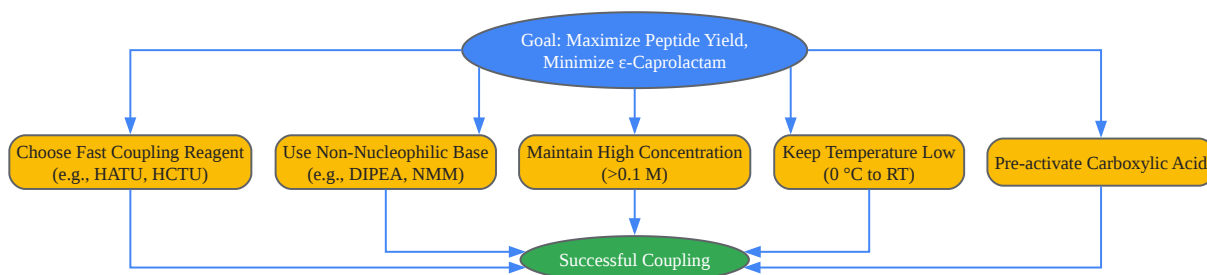 Goal: Maximize Peptide Yield,
Minimize ε-Caprolactam
Choose Fast Coupling Reagent
(e.g., HATU, HCTU)
Use Non-Nucleophilic Base
(e.g., DIPEA, NMM)
Maintain High Concentration
(>0.1 M)
Keep Temperature Low
(0 °C to RT)
Pre-activate Carboxylic Acid
Successful Coupling